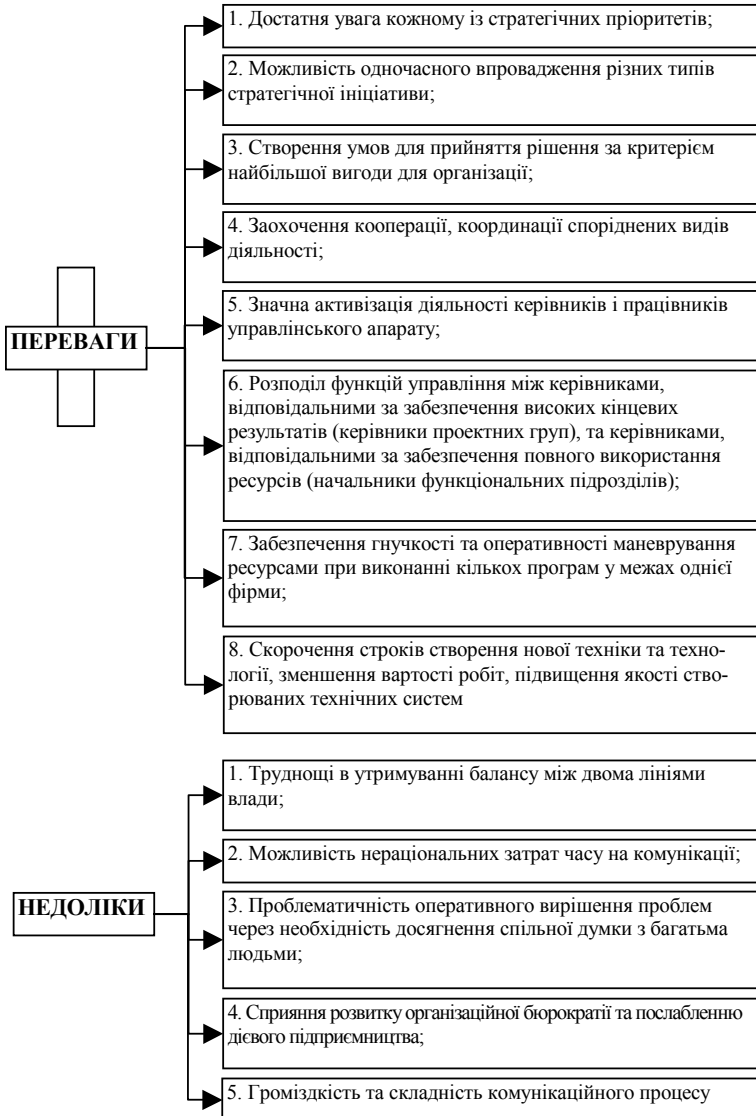 1. Достатня увага кожному із стратегічних пріоритетів;
2. Можливість одночасного впровадження різних типів
стратегічної ініціативи;
3. Створення умов для прийняття рішення за критерієм
найбільшої вигоди для організації;
4. Заохочення кооперації, координації споріднених видів
діяльності;
ПЕРЕВАГИ
5. Значна активізація діяльності керівників і працівників
управлінського апарату;
6. Розподіл функцій управління між керівниками,
відповідальними за забезпечення високих кінцевих
результатів (керівники проектних груп), та керівниками,
відповідальними за забезпечення повного використання
ресурсів (начальники функціональних підрозділів);
7. Забезпечення гнучкості та оперативності маневрування
ресурсами при виконанні кількох програм у межах однієї
фірми;
8. Скорочення строків створення нової техніки та техно-
логії, зменшення вартості робіт, підвищення якості ство-
рюваних технічних систем
1. Труднощі в утримуванні балансу між двома лініями
влади;
2. Можливість нераціональних затрат часу на комунікації;
НЕДОЛІКИ
3. Проблематичність оперативного вирішення проблем
через необхідність досягнення спільної думки з багатьма
людьми;
4. Сприяння розвитку організаційної бюрократії та послабленню
дієвого підприємництва;
5. Громіздкість та складність комунікаційного процесу